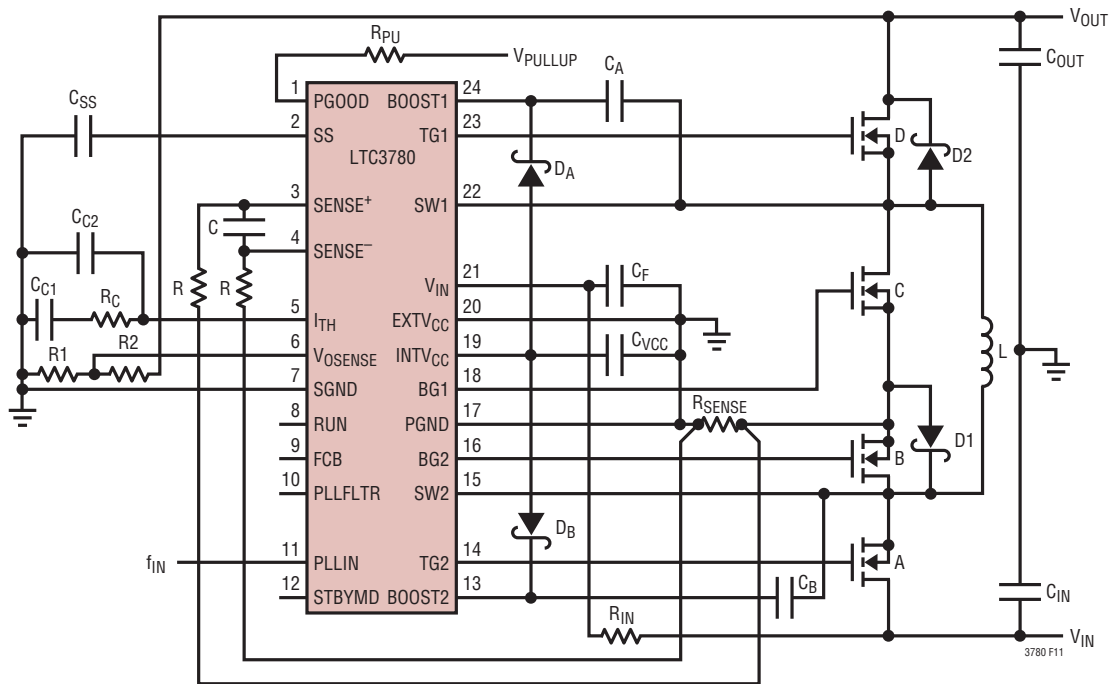 V_OUT
R_PU
V_PULLUP
C_A
C_OUT
C_SS
1 PGOOD BOOST1 24
2 SS TG1 23
LTC3780
D
D2
D_A
3 SENSE+ SW1 22
C
4 SENSE−
C_C2
R R
V_IN 21
C_F
C
C_C1
R_C
5 I_TH EXTV_CC 20
R1 R2
6 V_OSENSE INTV_CC 19
C_VCC
L
7 SGND BG1 18
R_SENSE
8 RUN PGND 17
9 FCB BG2 16
B
D1
10 PLLFLTR SW2 15
D_B
f_IN
11 PLLIN TG2 14
A
12 STBYMD BOOST2 13
C_B
C_IN
R_IN
V_IN
3780 F11